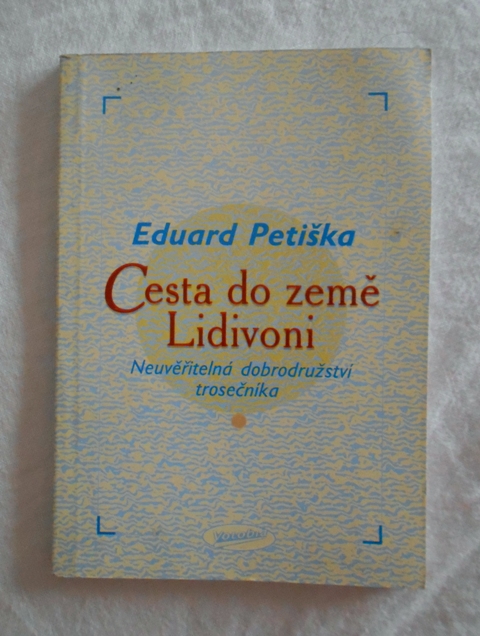 Eduard Petiška
Cesta do země
Lidivoni
Neuvěřitelná dobrodružství
trosečníka